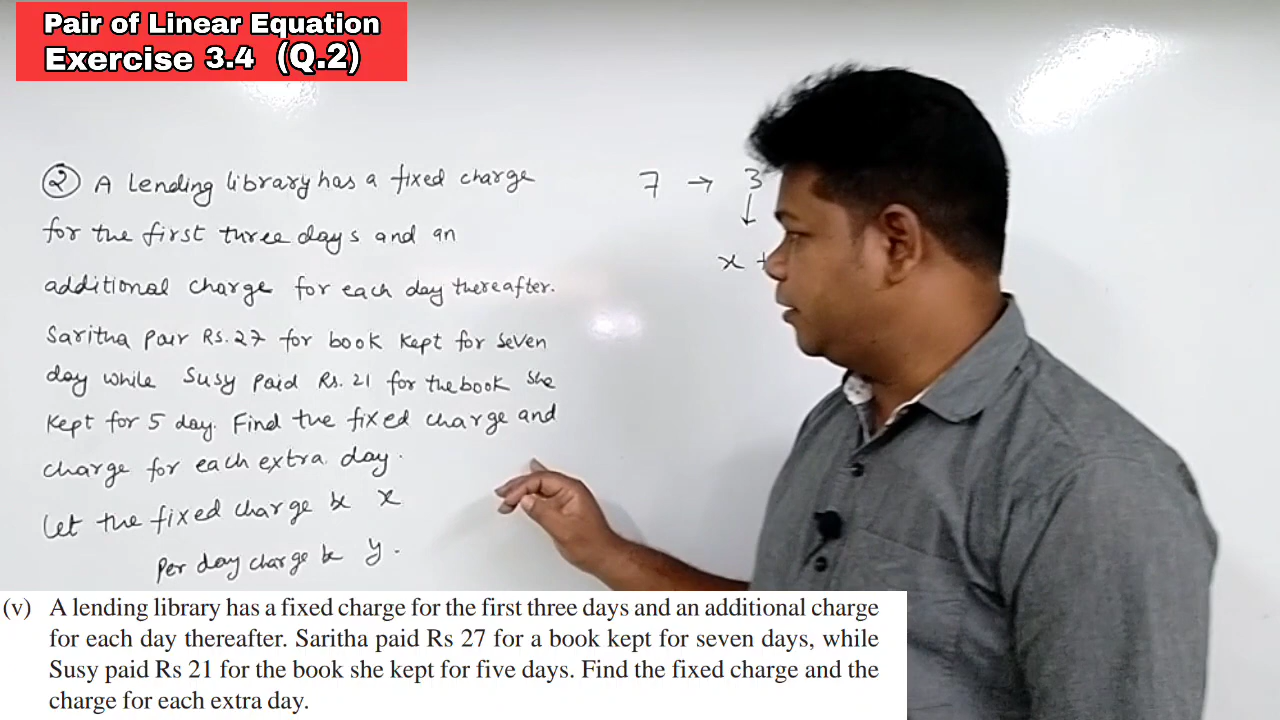 Pair of Linear Equation
Exercise 3.4 (Q.2)
② A Lending library has a fixed charge
for the first three days and an
additional charge for each day thereafter.
Saritha Pair Rs. 27 for book kept for seven
day while Susy Paid Rs. 21 for the book she
kept for 5 day. Find the fixed charge and
charge for each extra day.
Let the fixed charge be x
Per day charge be y.
7 → 3
↓
x +
(v) A lending library has a fixed charge for the first three days and an additional charge
for each day thereafter. Saritha paid Rs 27 for a book kept for seven days, while
Susy paid Rs 21 for the book she kept for five days. Find the fixed charge and the
charge for each extra day.